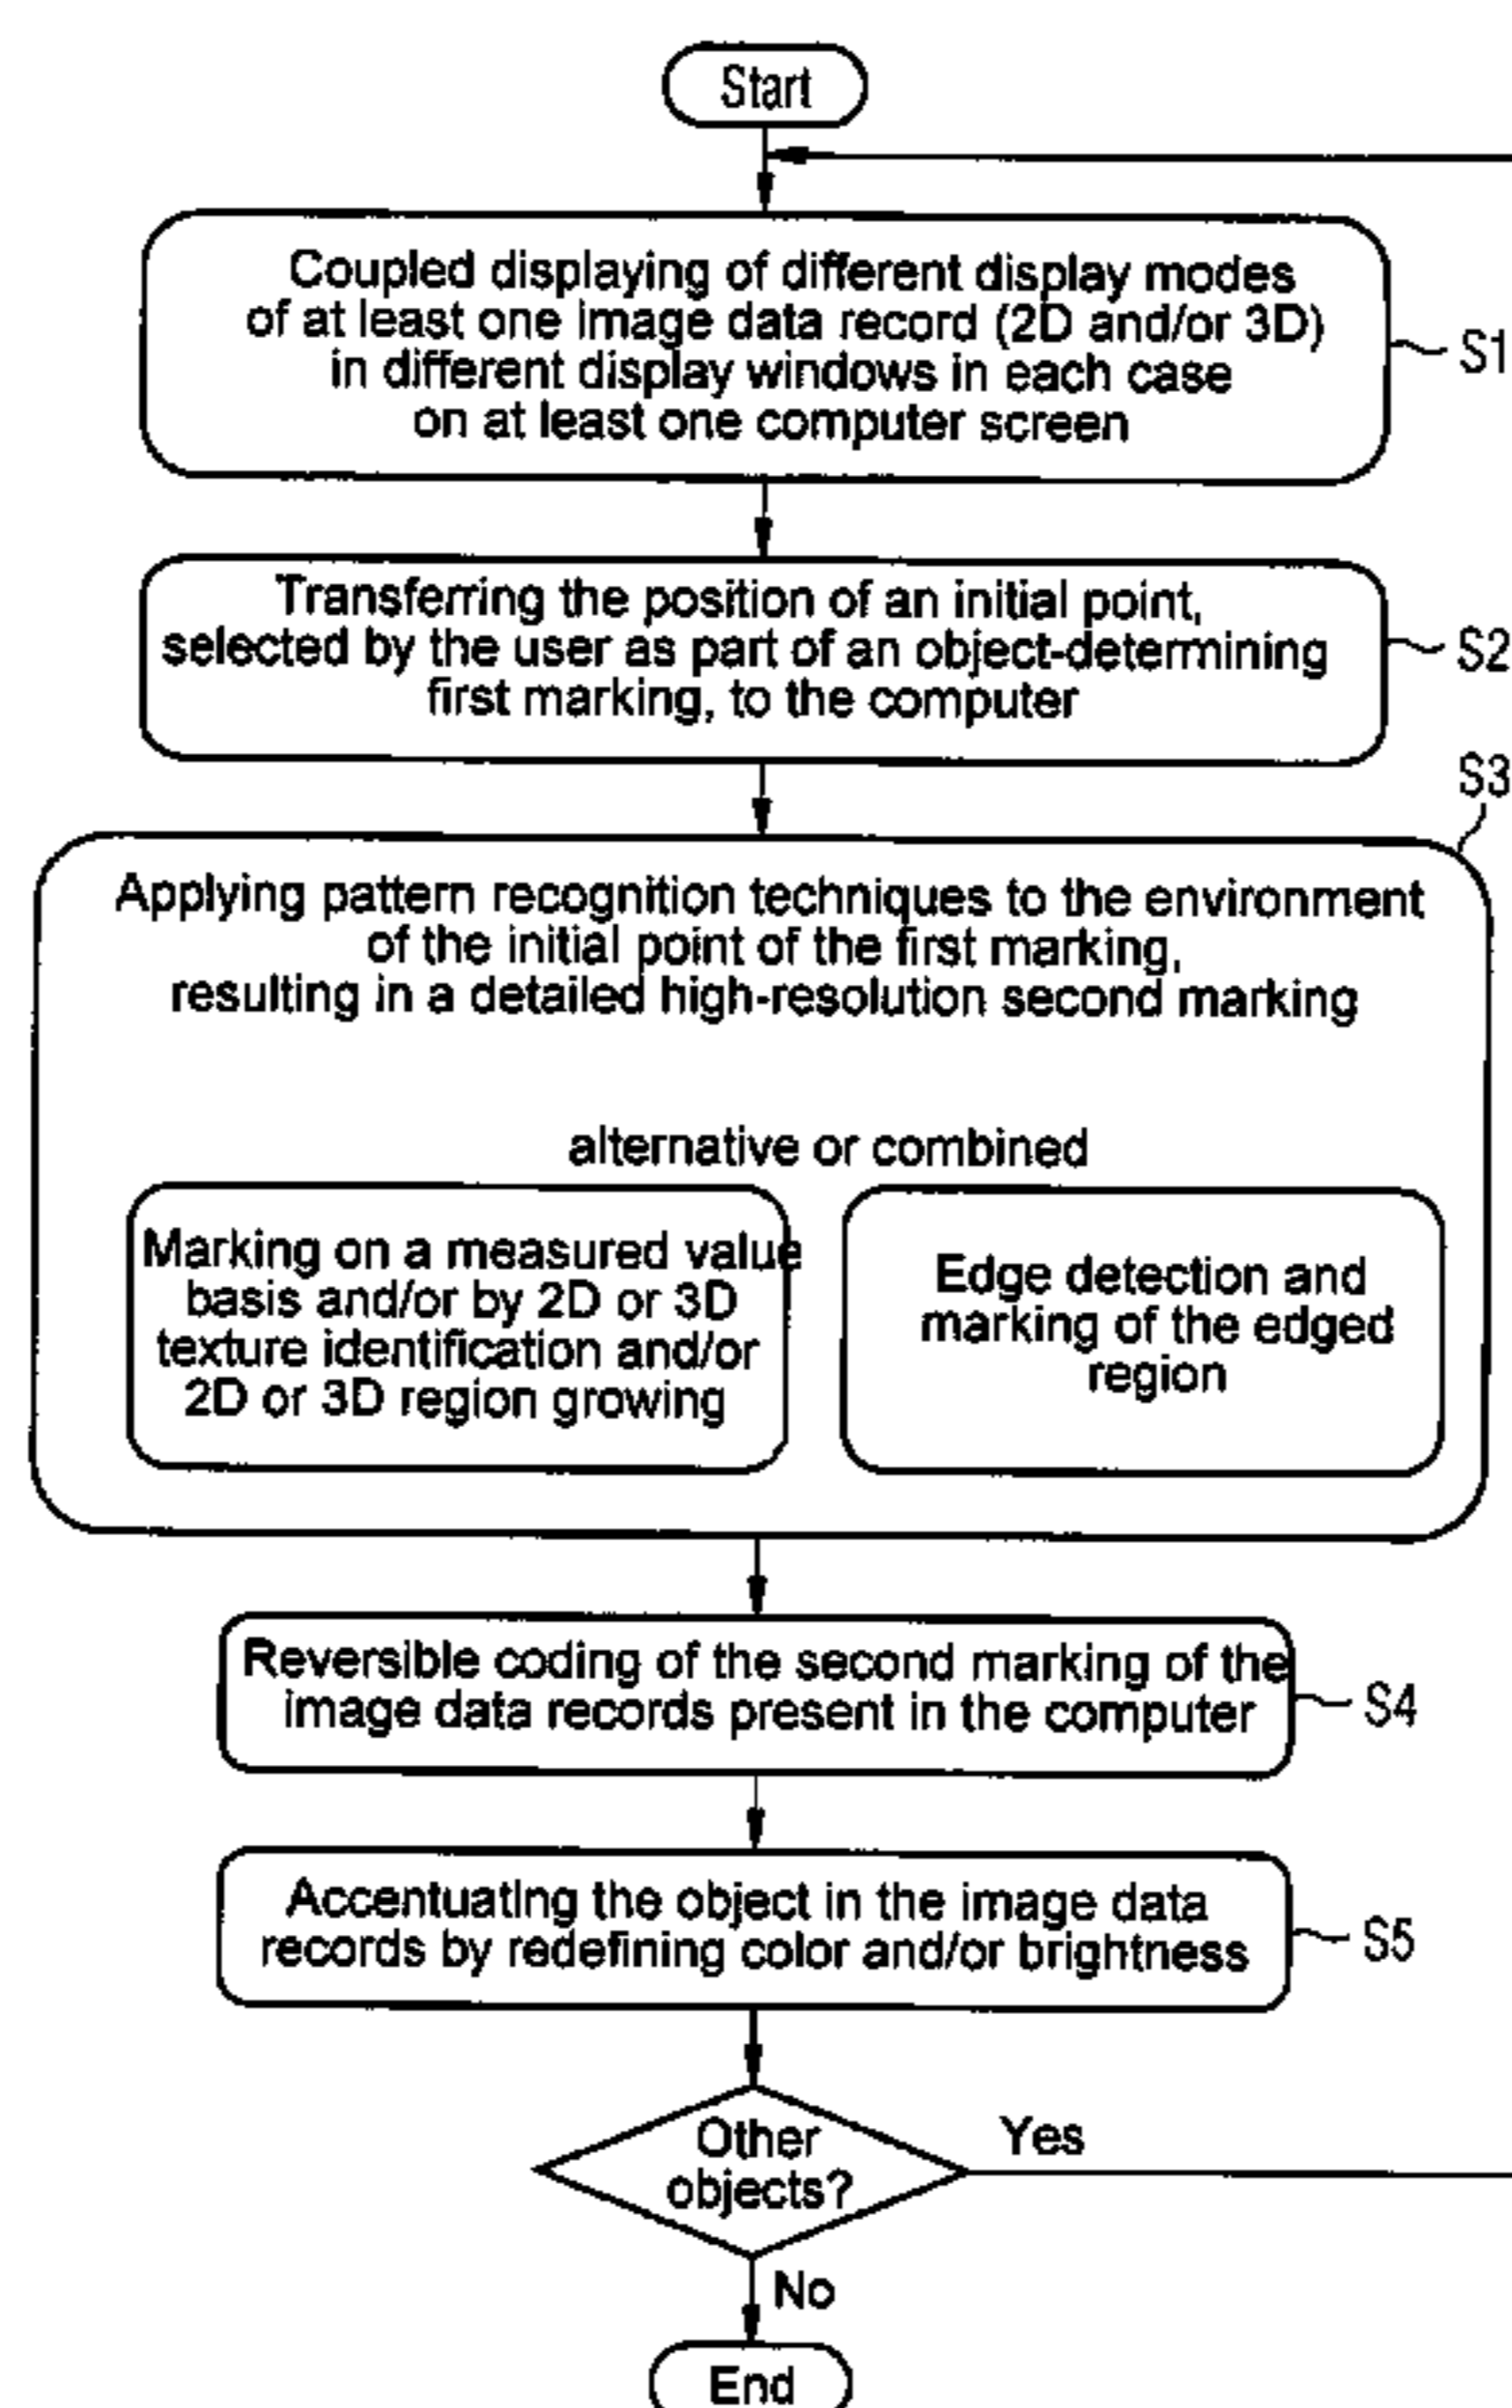 Start
Coupled displaying of different display modes
of at least one image data record (2D and/or 3D)
in different display windows in each case
on at least one computer screen
S1
Transferring the position of an initial point,
selected by the user as part of an object-determining
first marking, to the computer
S2
S3
Applying pattern recognition techniques to the environment
of the initial point of the first marking,
resulting in a detailed high-resolution second marking
alternative or combined
Marking on a measured value
basis and/or by 2D or 3D
texture identification and/or
2D or 3D region growing
Edge detection and
marking of the edged
region
Reversible coding of the second marking of the
image data records present in the computer
S4
Accentuating the object in the image data
records by redefining color and/or brightness
S5
Other
objects?
Yes
No
End